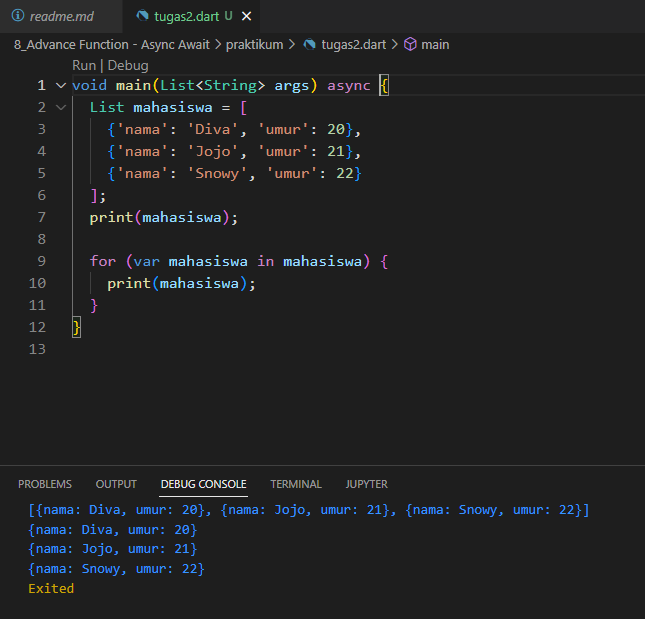 readme.md tugas2.dart U
8_Advance Function - Async Await > praktikum > tugas2.dart > main
Run | Debug
1 void main(List<String> args) async {
2   List mahasiswa = [
3     {'nama': 'Diva', 'umur': 20},
4     {'nama': 'Jojo', 'umur': 21},
5     {'nama': 'Snowy', 'umur': 22}
6   ];
7   print(mahasiswa);
8
9   for (var mahasiswa in mahasiswa) {
10     print(mahasiswa);
11   }
12 }
13
PROBLEMS OUTPUT DEBUG CONSOLE TERMINAL JUPYTER
[{nama: Diva, umur: 20}, {nama: Jojo, umur: 21}, {nama: Snowy, umur: 22}]
{nama: Diva, umur: 20}
{nama: Jojo, umur: 21}
{nama: Snowy, umur: 22}
Exited